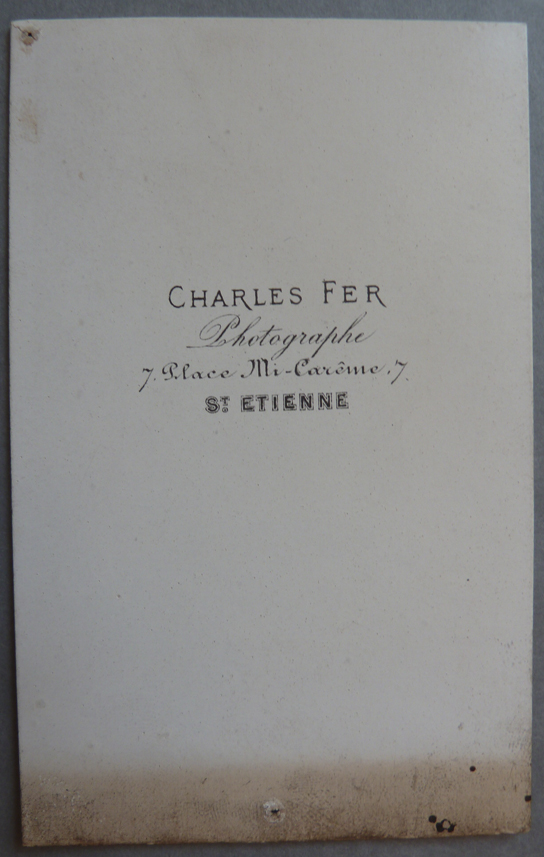 CHARLES FER
Photographe
7. Place Mi-Carême. 7.
ST. ETIENNE